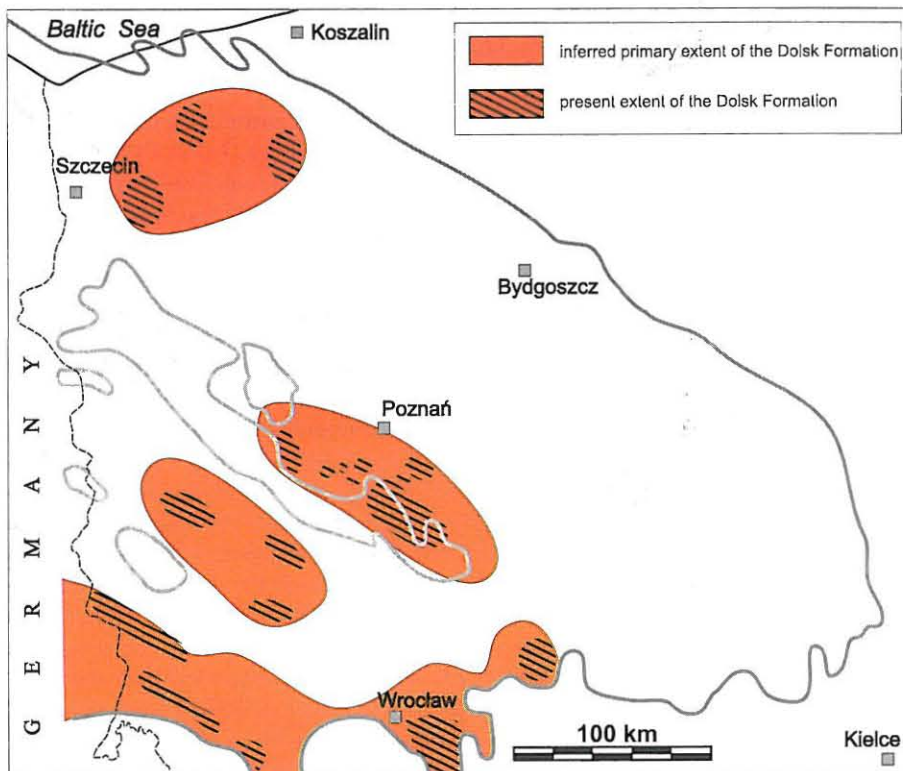 Baltic Sea
Koszalin
inferred primary extent of the Dolsk Formation
present extent of the Dolsk Formation
Szczecin
Bydgoszcz
Poznań
GERMANY
Wrocław
100 km
Kielce